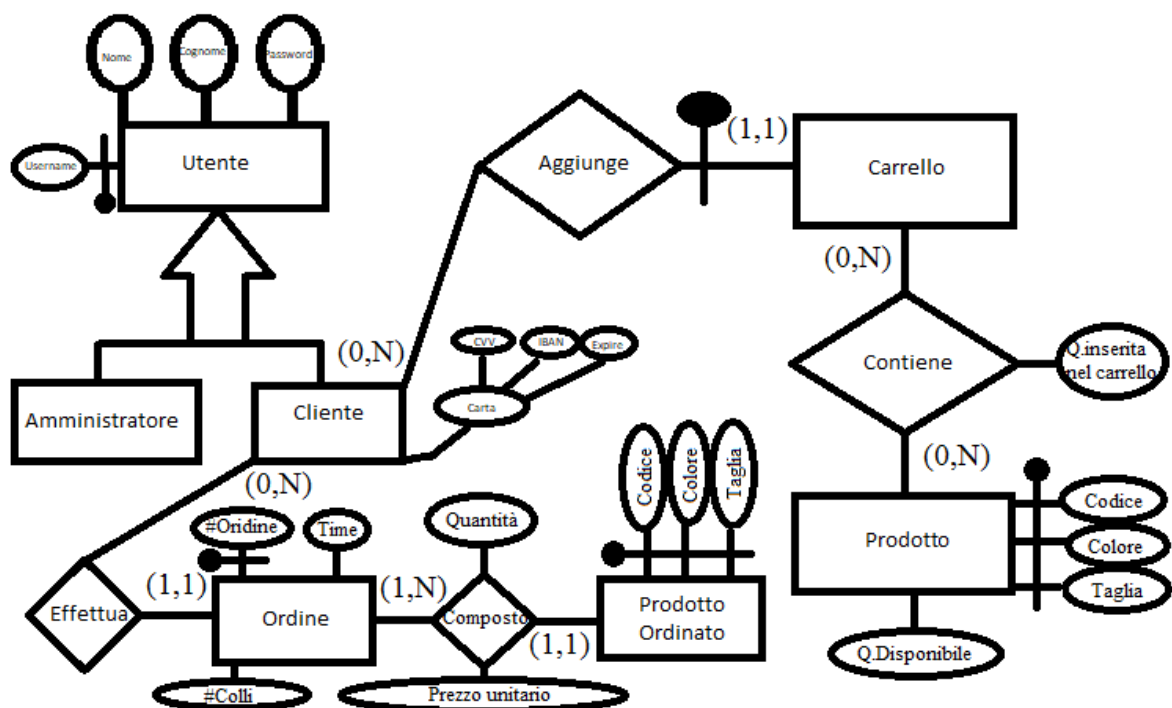 Nome
Cognome
Password
Username
Utente
Aggiunge
(1,1)
Carrello
(0,N)
(0,N)
CVV
IBAN
Expire
Carta
Contiene
Q.inserita
nel carrello
Amministratore
Cliente
(0,N)
(0,N)
Codice
Colore
Taglia
Codice
Colore
Taglia
Prodotto
Q.Disponibile
#Oridine
Time
Quantità
Effettua
(1,1)
Ordine
(1,N)
Composto
(1,1)
Prodotto
Ordinato
#Colli
Prezzo unitario